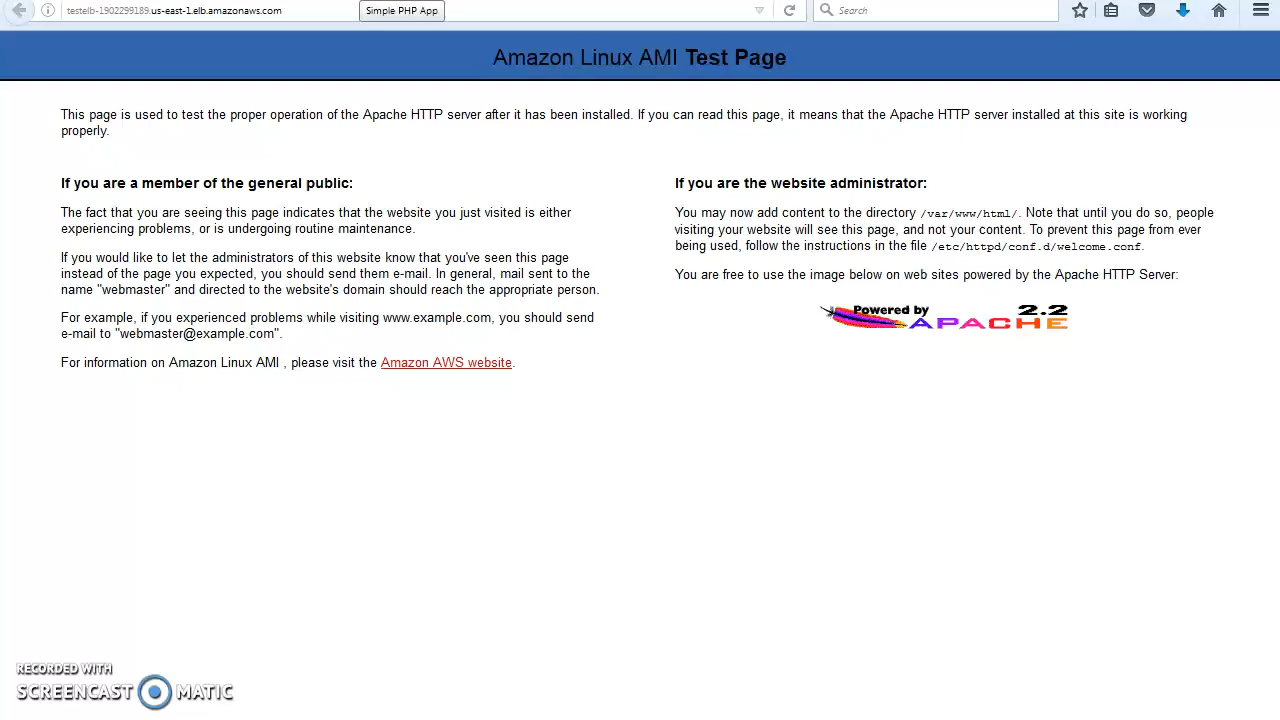 testelb-1902299189.us-east-1.elb.amazonaws.com
Simple PHP App
Search
Amazon Linux AMI Test Page
This page is used to test the proper operation of the Apache HTTP server after it has been installed. If you can read this page, it means that the Apache HTTP server installed at this site is working
properly.
If you are a member of the general public:
The fact that you are seeing this page indicates that the website you just visited is either
experiencing problems, or is undergoing routine maintenance.
If you would like to let the administrators of this website know that you've seen this page
instead of the page you expected, you should send them e-mail. In general, mail sent to the
name "webmaster" and directed to the website's domain should reach the appropriate person.
For example, if you experienced problems while visiting www.example.com, you should send
e-mail to "webmaster@example.com".
For information on Amazon Linux AMI , please visit the Amazon AWS website.
If you are the website administrator:
You may now add content to the directory /var/www/html/. Note that until you do so, people
visiting your website will see this page, and not your content. To prevent this page from ever
being used, follow the instructions in the file /etc/httpd/conf.d/welcome.conf.
You are free to use the image below on web sites powered by the Apache HTTP Server:
Powered by 2.2
APACHE
RECORDED WITH
SCREENCAST MATIC